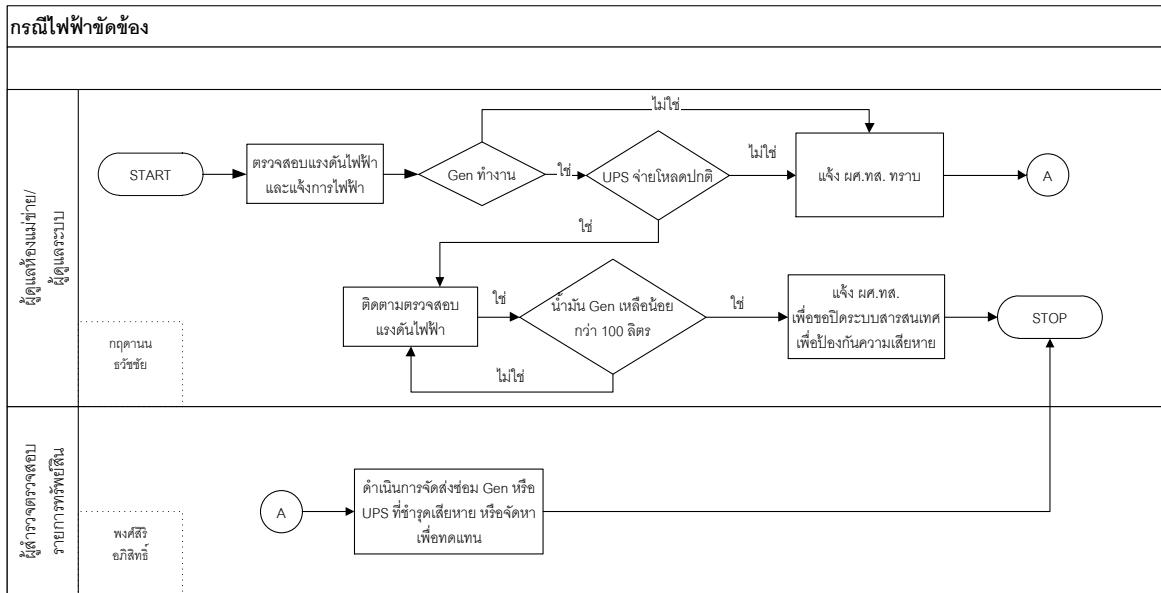 กรณีไฟฟ้าขัดข้อง
ผู้ดูแลห้องแม่ข่าย/
ผู้ดูแลระบบ
START
ตรวจสอบแรงดันไฟฟ้า
และแจ้งการไฟฟ้า
Gen ทำงาน
ไม่ใช่
ใช่
UPS จ่ายโหลดปกติ
ไม่ใช่
แจ้ง ผศ.ทส. ทราบ
A
ใช่
ติดตามตรวจสอบ
แรงดันไฟฟ้า
ใช่
น้ำมัน Gen เหลือน้อย
กว่า 100 ลิตร
ใช่
แจ้ง ผศ.ทส.
เพื่อขอปิดระบบสารสนเทศ
เพื่อป้องกันความเสียหาย
STOP
ไม่ใช่
กฤดานน
ธวัชชัย
ผู้สำรวจตรวจสอบ
รายการทรัพย์สิน
A
ดำเนินการจัดส่งซ่อม Gen หรือ
UPS ที่ชำรุดเสียหาย หรือจัดหา
เพื่อทดแทน
พงศ์สิริ
อภิสิทธิ์